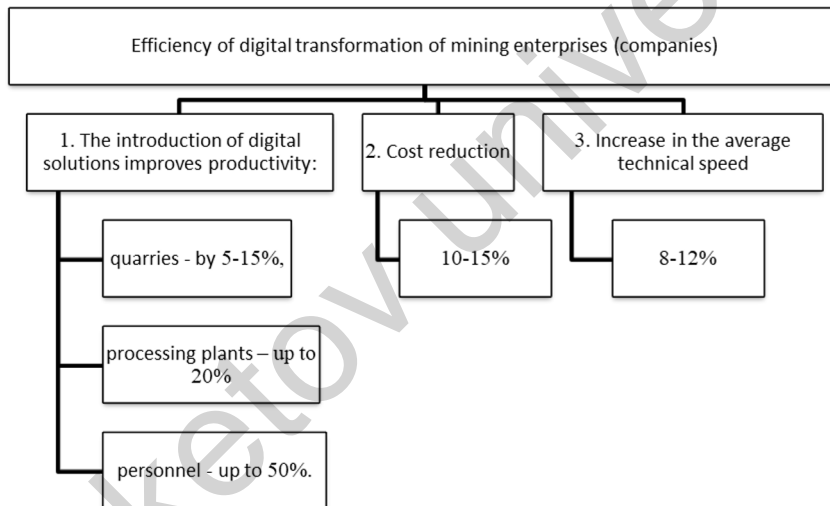 Efficiency of digital transformation of mining enterprises (companies)
1. The introduction of digital
solutions improves productivity:
quarries - by 5-15%,
processing plants – up to
20%
personnel - up to 50%.
2. Cost reduction
10-15%
3. Increase in the average
technical speed
8-12%
ketov unive